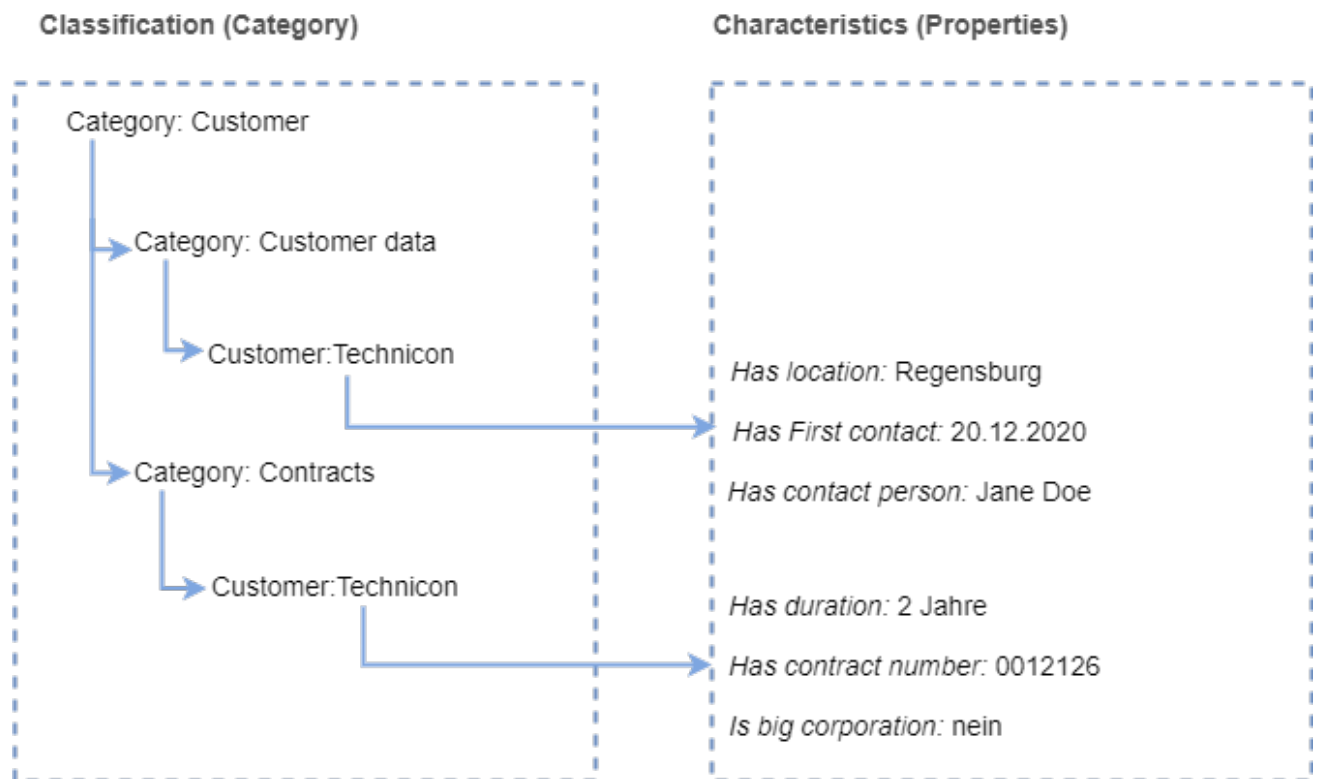 Classification (Category)
Characteristics (Properties)
Category: Customer
Category: Customer data
Customer:Technicon
Has location: Regensburg
Has First contact: 20.12.2020
Category: Contracts
Has contact person: Jane Doe
Customer:Technicon
Has duration: 2 Jahre
Has contract number: 0012126
Is big corporation: nein